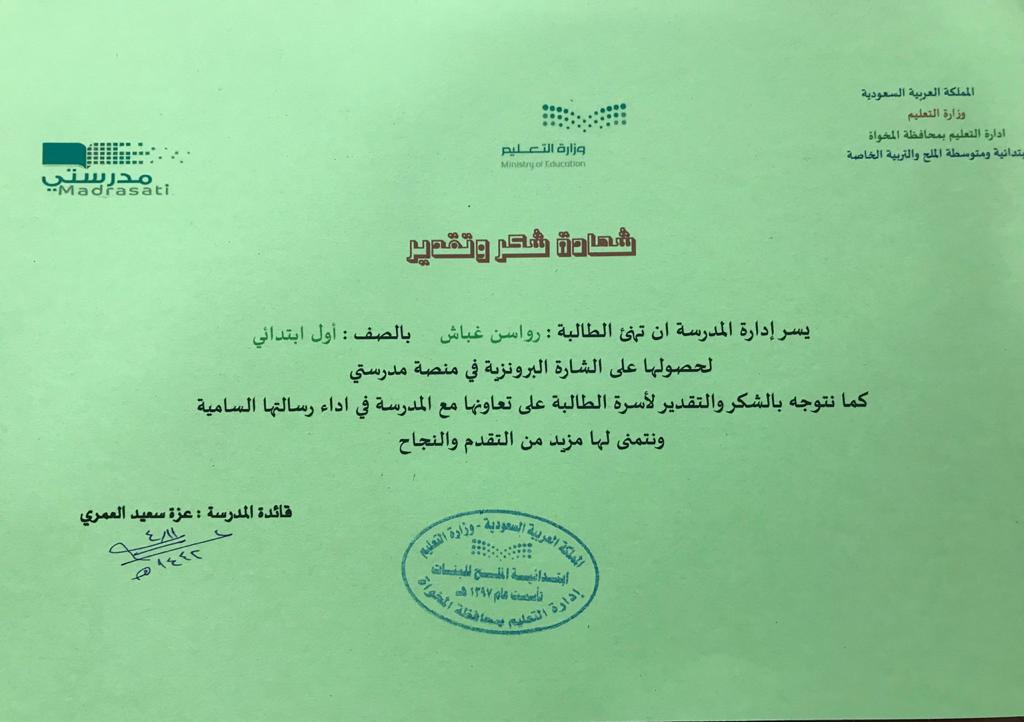 المملكة العربية السعودية
وزارة التعليم
ادارة التعليم بمحافظة المخواة
بتدائية ومتوسطة الملح والتربية الخاصة
وزارة التعليم
Ministry of Education
مدرستي
Madrasati
شهادة شكر وتقدير
يسر إدارة المدرسة ان تهنئ الطالبة : رواسن غباش بالصف : أول ابتدائي
لحصولها على الشارة البرونزية في منصة مدرستي
كما نتوجه بالشكر والتقدير لأسرة الطالبة على تعاونها مع المدرسة في اداء رسالتها السامية
ونتمنى لها مزيد من التقدم والنجاح
قائدة المدرسة : عزة سعيد العمري
٤/١١
١٤٤٢ هـ
المملكة العربية السعودية - وزارة التعليم
ابتدائية الملح للبنات
تأسست عام ١٣٩٧ هـ
إدارة التعليم بمحافظة المخواة